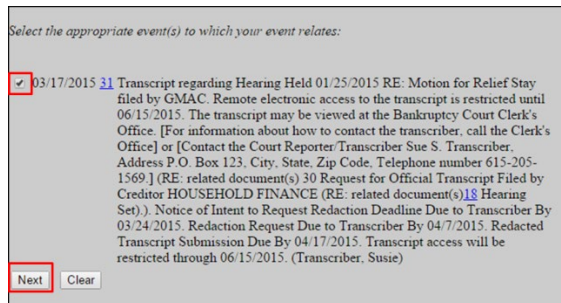 Select the appropriate event(s) to which your event relates:
03/17/2015 31 Transcript regarding Hearing Held 01/25/2015 RE: Motion for Relief Stay
filed by GMAC. Remote electronic access to the transcript is restricted until
06/15/2015. The transcript may be viewed at the Bankruptcy Court Clerk's
Office. [For information about how to contact the transcriber, call the Clerk's
Office] or [Contact the Court Reporter/Transcriber Sue S. Transcriber,
Address P.O. Box 123, City, State, Zip Code, Telephone number 615-205-
1569.] (RE: related document(s) 30 Request for Official Transcript Filed by
Creditor HOUSEHOLD FINANCE (RE: related document(s)18 Hearing
Set).). Notice of Intent to Request Redaction Deadline Due to Transcriber By
03/24/2015. Redaction Request Due to Transcriber By 04/7/2015. Redacted
Transcript Submission Due By 04/17/2015. Transcript access will be
restricted through 06/15/2015. (Transcriber, Susie)
Next Clear